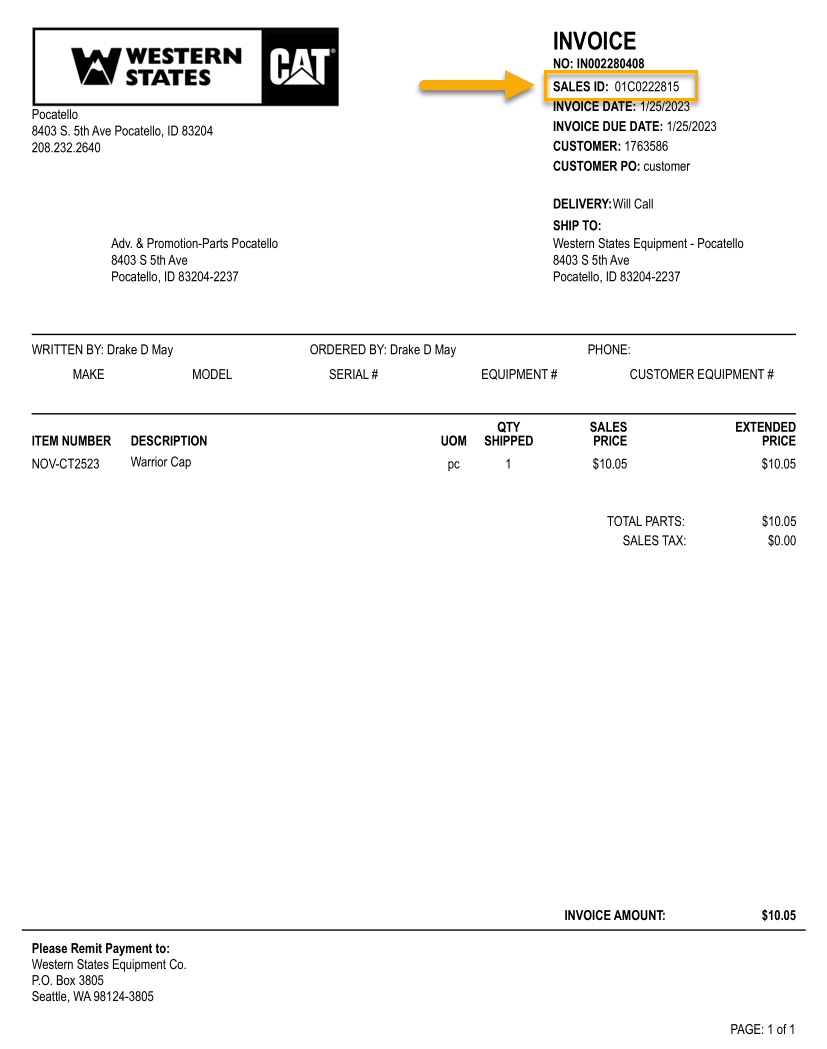 WESTERN
STATES
CAT®
Pocatello
8403 S. 5th Ave Pocatello, ID 83204
208.232.2640
INVOICE
NO: IN002280408
SALES ID: 01C0222815
INVOICE DATE: 1/25/2023
INVOICE DUE DATE: 1/25/2023
CUSTOMER: 1763586
CUSTOMER PO: customer
DELIVERY:Will Call
SHIP TO:
Western States Equipment - Pocatello
8403 S 5th Ave
Pocatello, ID 83204-2237
Adv. & Promotion-Parts Pocatello
8403 S 5th Ave
Pocatello, ID 83204-2237
WRITTEN BY: Drake D May ORDERED BY: Drake D May PHONE:
MAKE MODEL SERIAL # EQUIPMENT # CUSTOMER EQUIPMENT #
ITEM NUMBER DESCRIPTION UOM QTY SHIPPED SALES PRICE EXTENDED PRICE
NOV-CT2523 Warrior Cap pc 1 $10.05 $10.05
TOTAL PARTS: $10.05
SALES TAX: $0.00
INVOICE AMOUNT: $10.05
Please Remit Payment to:
Western States Equipment Co.
P.O. Box 3805
Seattle, WA 98124-3805
PAGE: 1 of 1